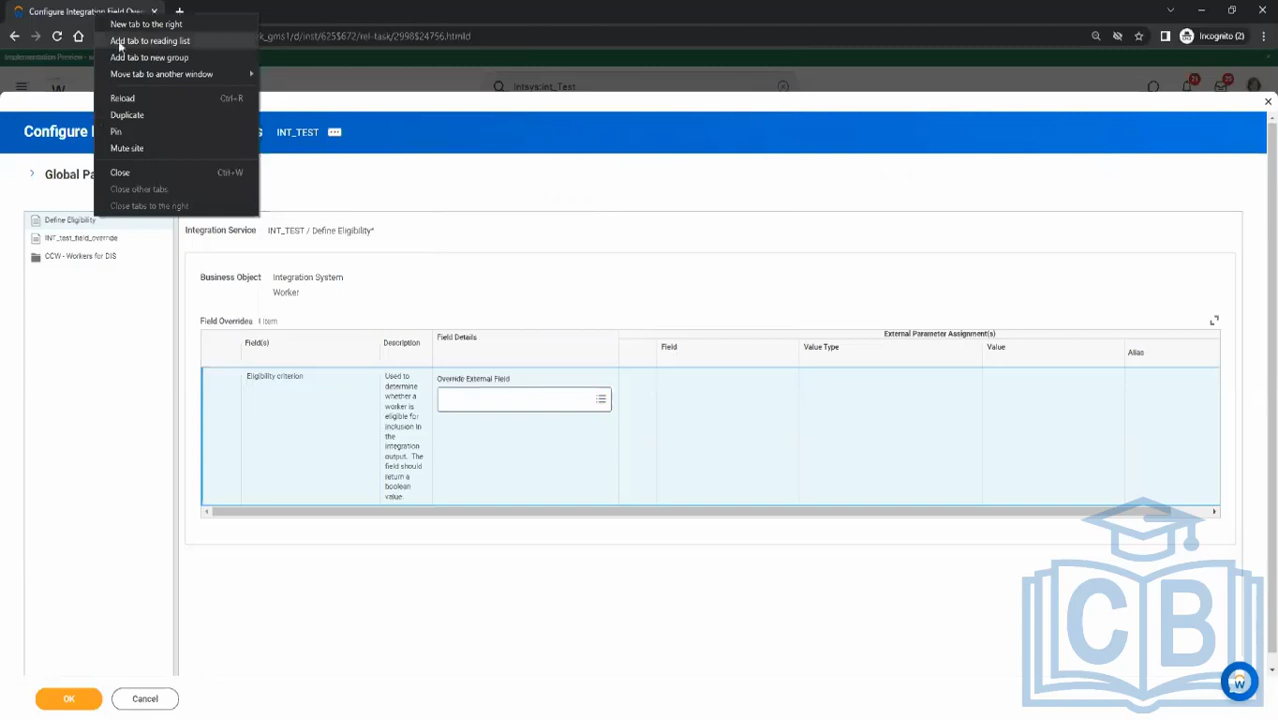 Configure Integration Field Ove
New tab to the right
Add tab to reading list
Add tab to new group
Move tab to another window
Reload Ctrl+R
Duplicate
Pin
Mute site
Close Ctrl+W
Close other tabs
Close tabs to the right
k_gms1/d/inst/625$672/rel-task/2998$24756.htmld
Incognito (2)
Implementation Preview -
intsys:int_Test
Configure I
INT_TEST
Global Pa
Define Eligibility
INT_test_field_override
CCW - Workers for DIS
Integration Service INT_TEST / Define Eligibility*
Business Object Integration System
Worker
Field Overrides 1 item
Field(s) Description Field Details External Parameter Assignment(s)
Field Value Type Value Alias
Eligibility criterion
Used to
determine
whether a
worker is
eligible for
inclusion in
the
integration
output. The
field should
return a
boolean
value.
Override External Field
OK Cancel
CB
W